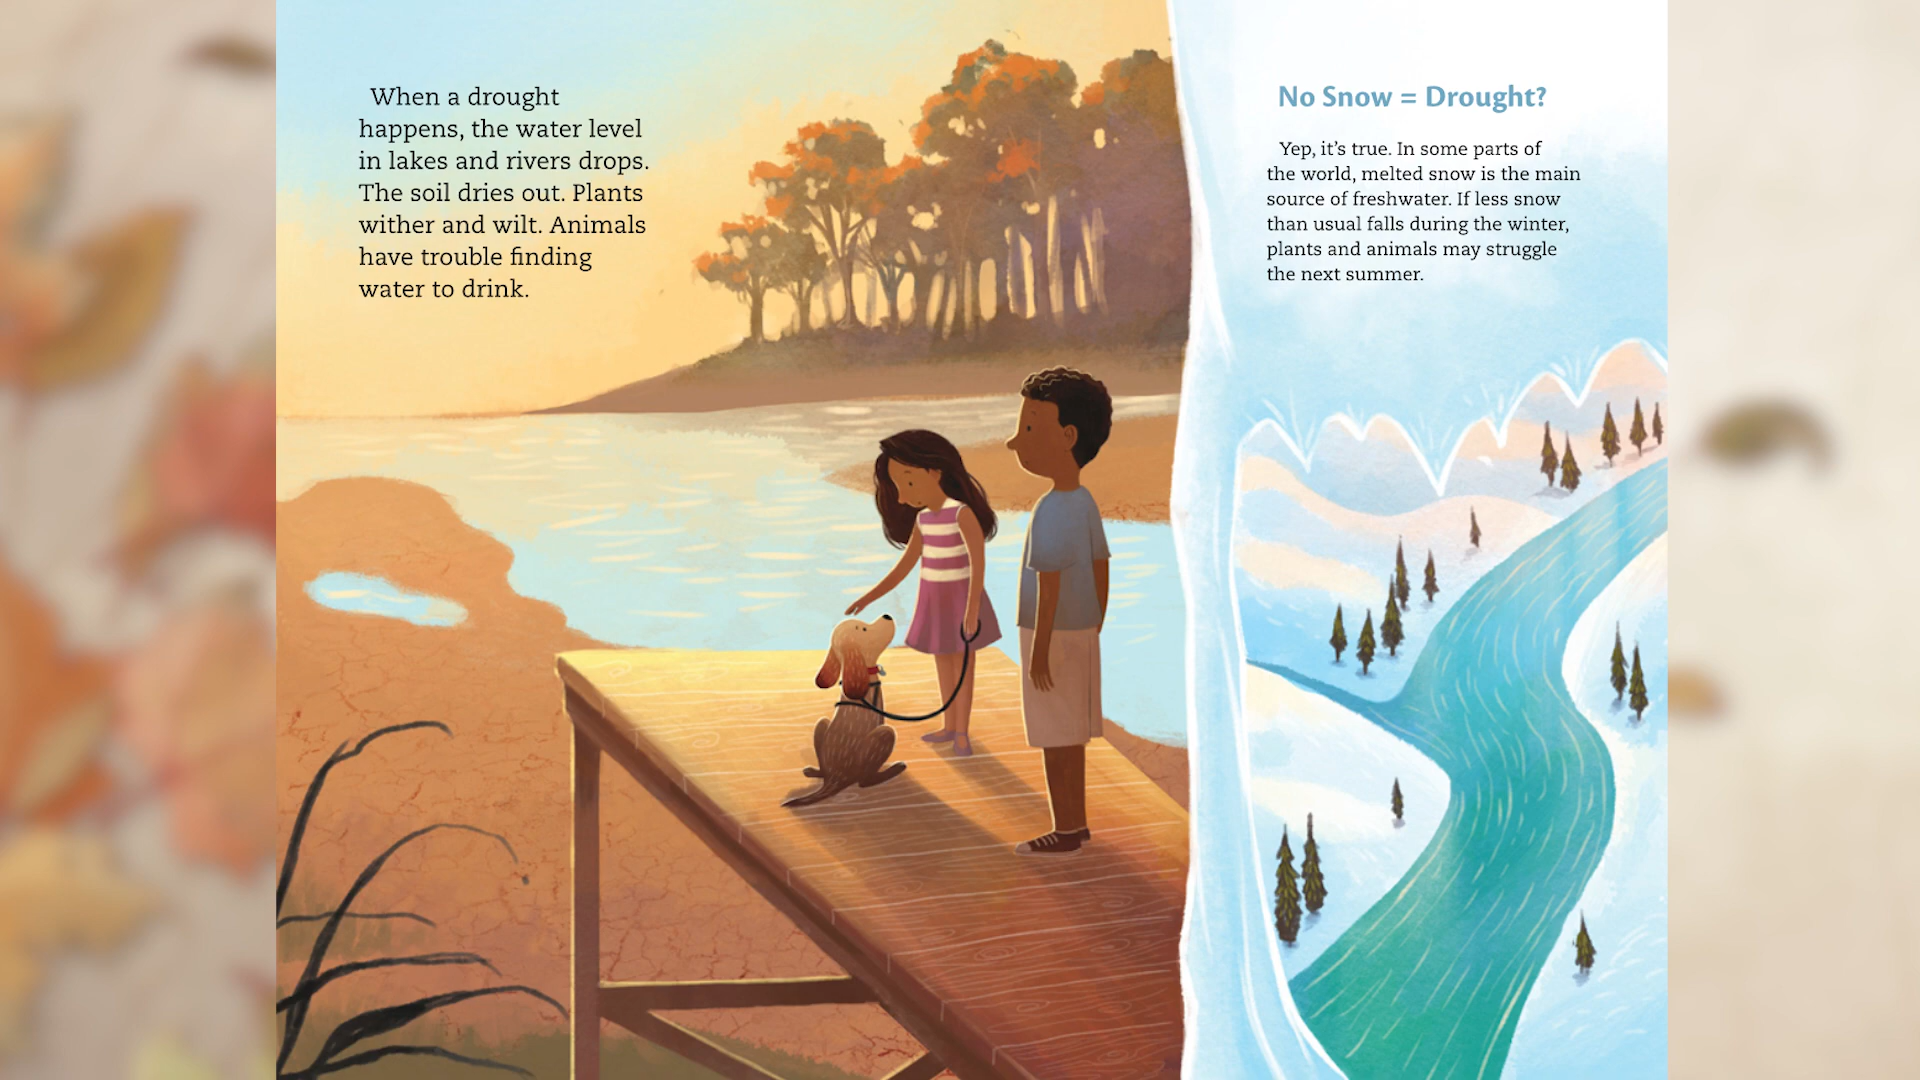 When a drought
happens, the water level
in lakes and rivers drops.
The soil dries out. Plants
wither and wilt. Animals
have trouble finding
water to drink.
No Snow = Drought?
Yep, it’s true. In some parts of
the world, melted snow is the main
source of freshwater. If less snow
than usual falls during the winter,
plants and animals may struggle
the next summer.